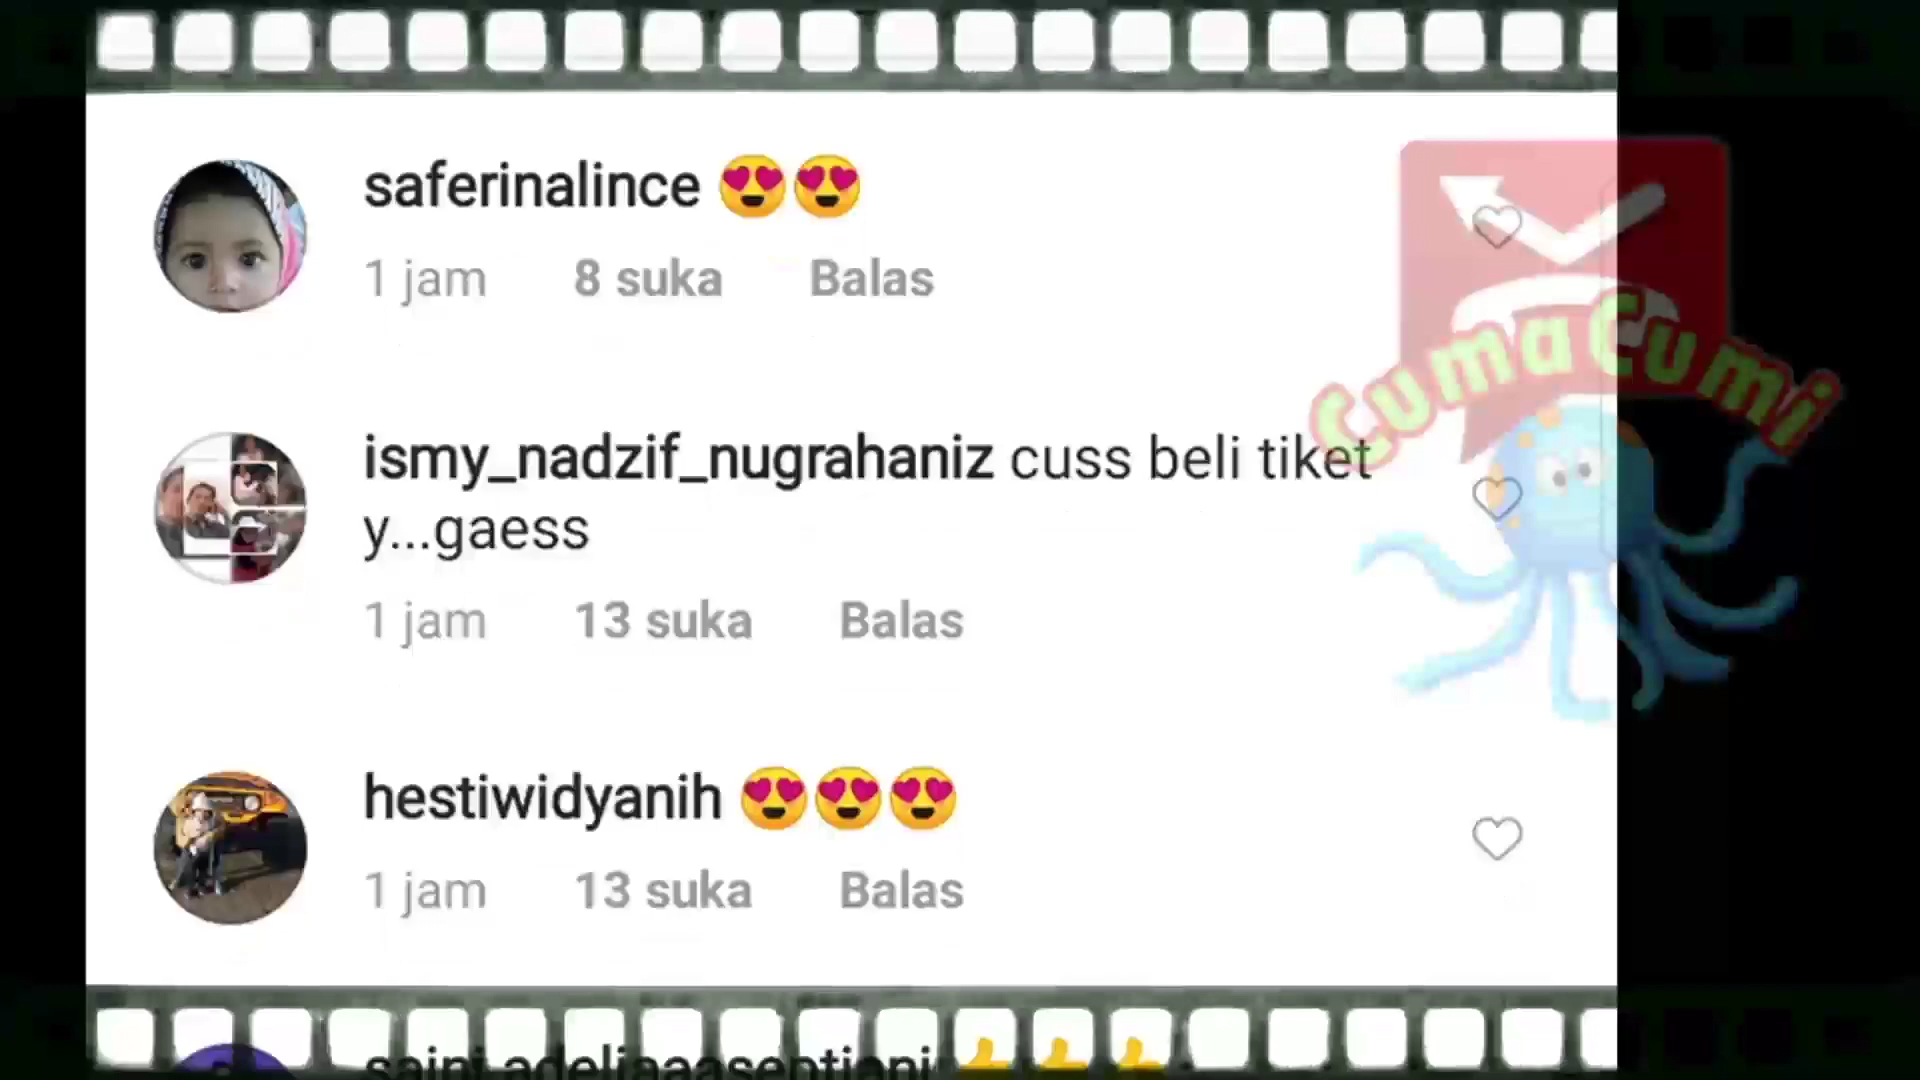 saferinalince 😍😍
1 jam 8 suka Balas
CumaCumi
ismy_nadzif_nugrahaniz cuss beli tiket
y...gaess
1 jam 13 suka Balas
hestiwidyanih 😍😍😍
1 jam 13 suka Balas